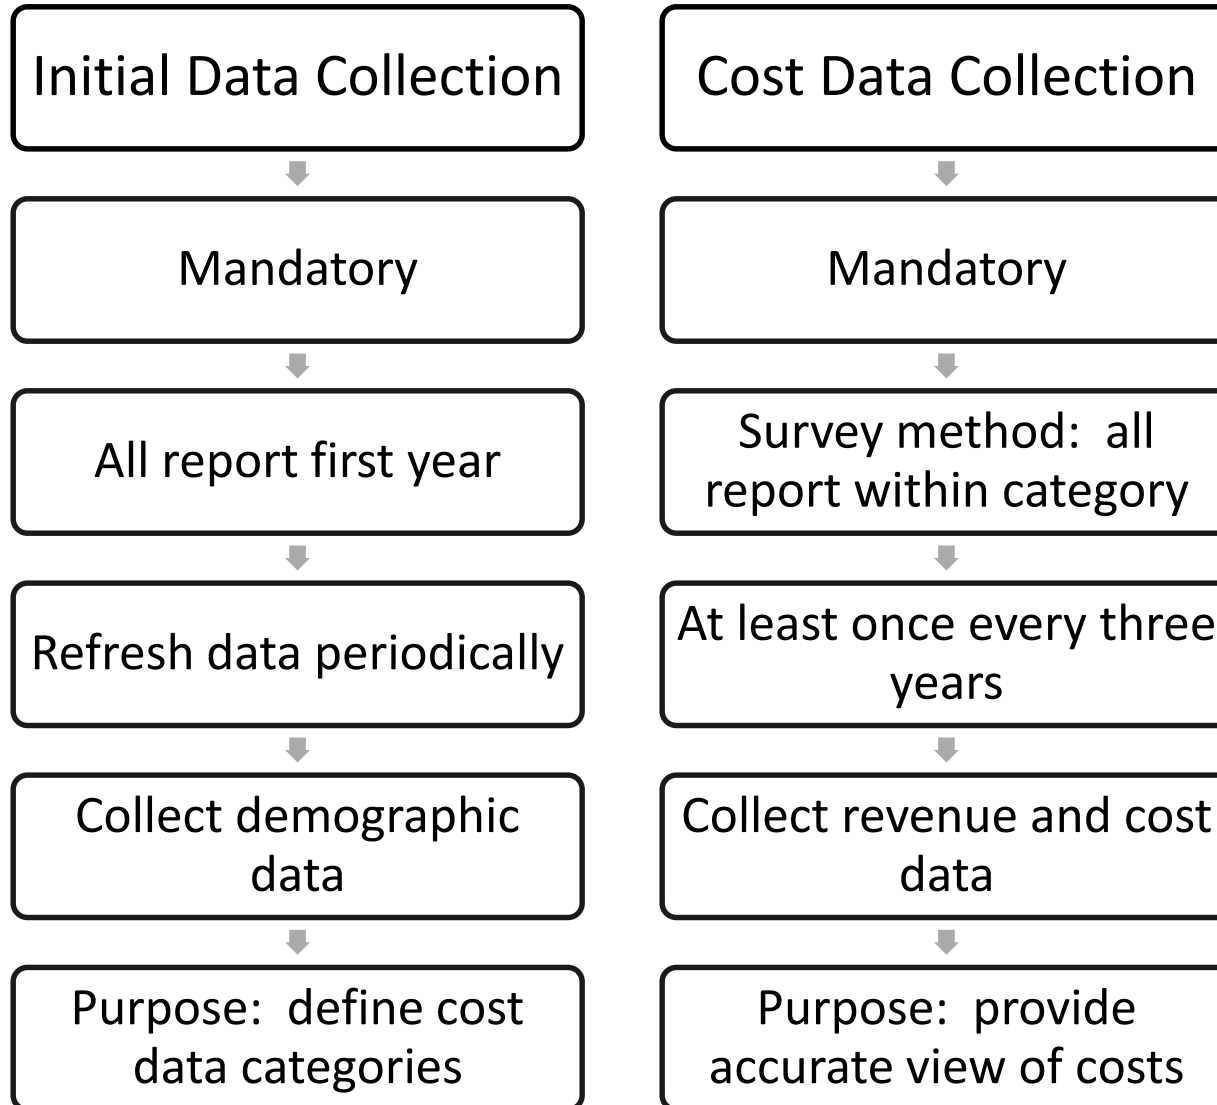 Initial Data Collection
Mandatory
All report first year
Refresh data periodically
Collect demographic
data
Purpose:  define cost
data categories
Cost Data Collection
Mandatory
Survey method:  all
report within category
At least once every three
years
Collect revenue and cost
data
Purpose:  provide
accurate view of costs